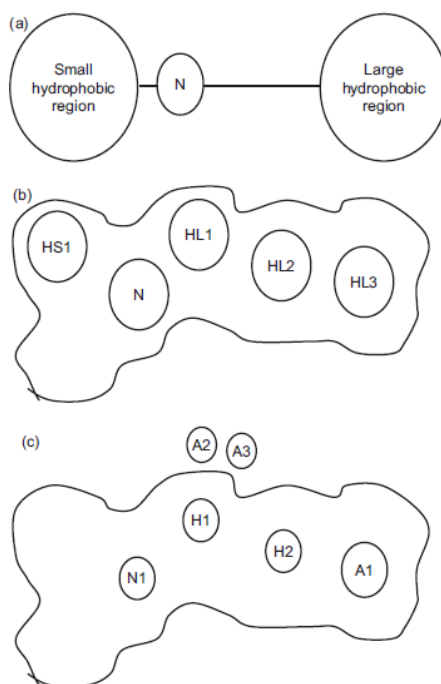 (a)
Small
hydrophobic
region
N
Large
hydrophobic
region
(b)
HS1
N
HL1
HL2
HL3
(c)
A2
A3
H1
H2
N1
A1